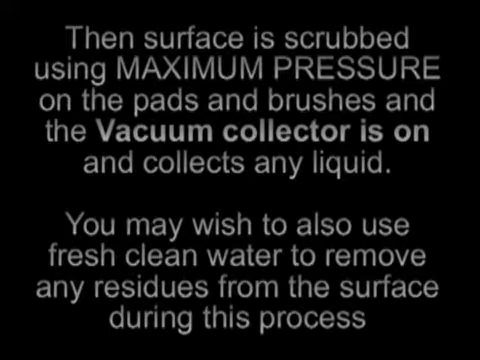 Then surface is scrubbed
using MAXIMUM PRESSURE
on the pads and brushes and
the Vacuum collector is on
and collects any liquid.
You may wish to also use
fresh clean water to remove
any residues from the surface
during this process